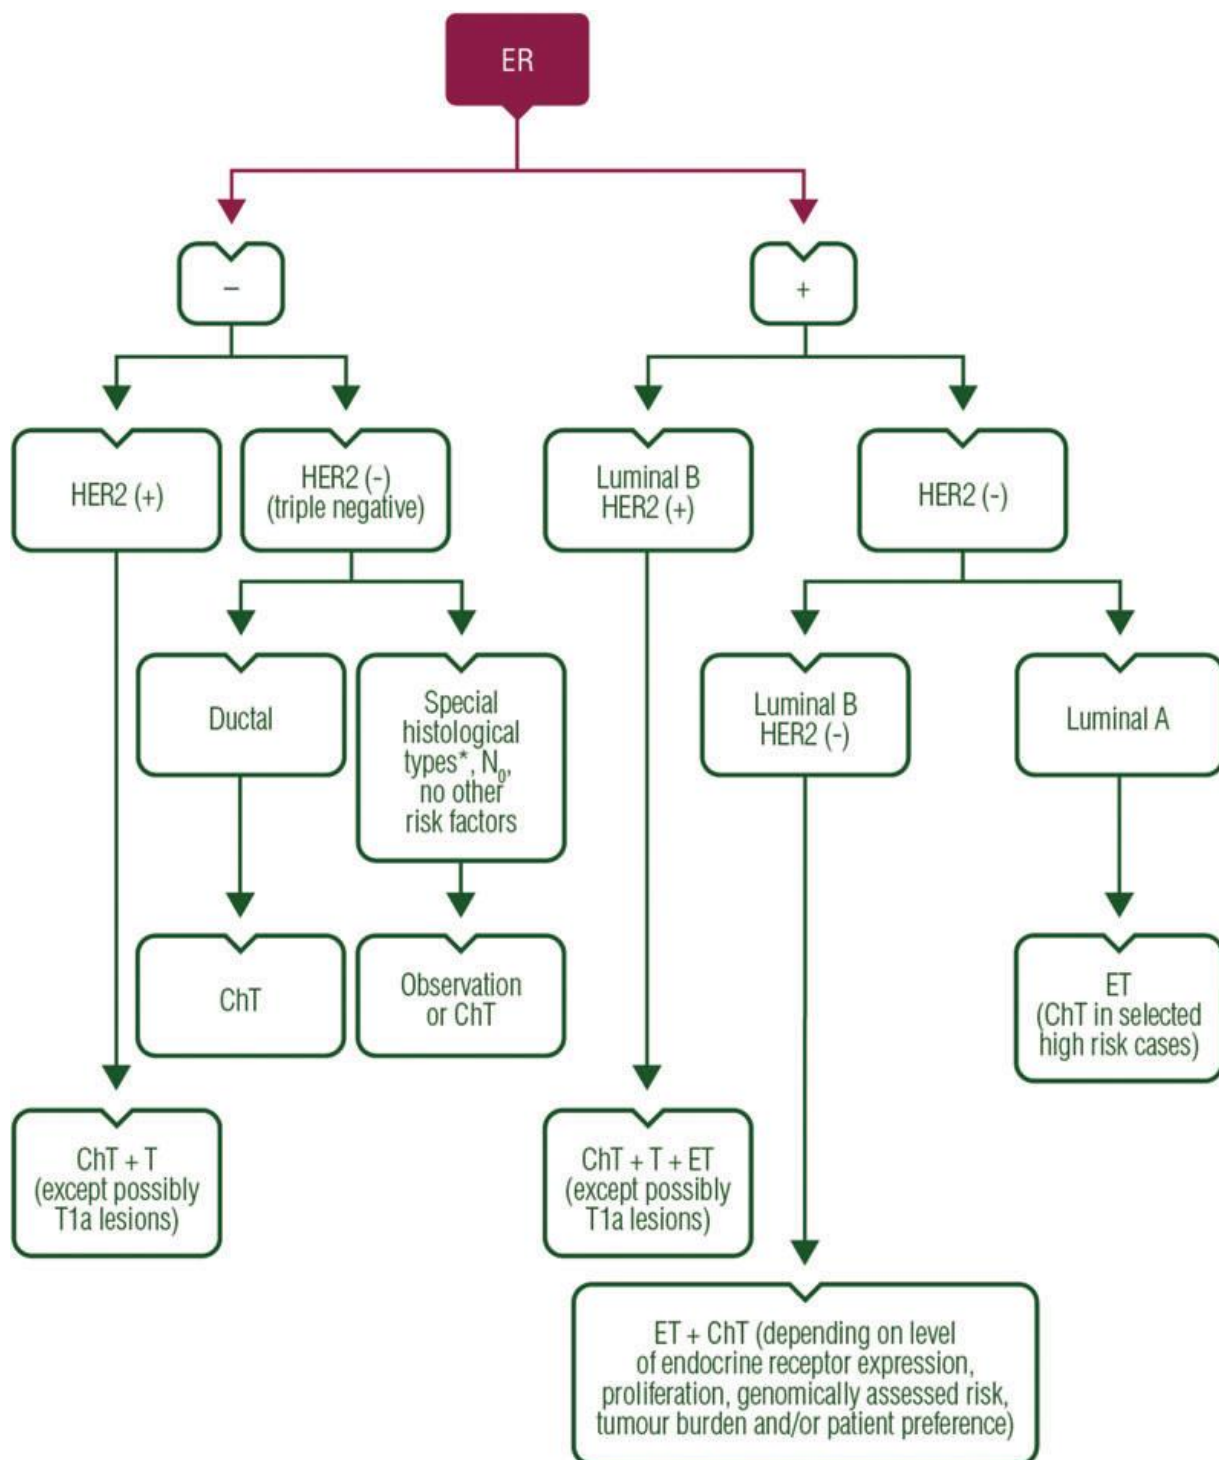 ER
–
+
HER2 (+)
HER2 (-)
(triple negative)
Luminal B
HER2 (+)
HER2 (-)
Ductal
Special
histological
types*, N₀,
no other
risk factors
Luminal B
HER2 (-)
Luminal A
ChT
Observation
or ChT
ET
(ChT in selected
high risk cases)
ChT + T
(except possibly
T1a lesions)
ChT + T + ET
(except possibly
T1a lesions)
ET + ChT (depending on level
of endocrine receptor expression,
proliferation, genomically assessed risk,
tumour burden and/or patient preference)